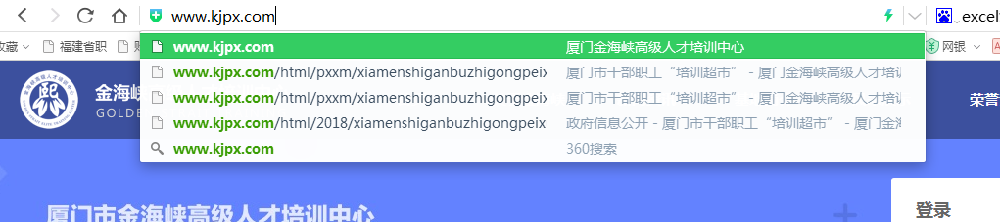 www.kjpx.com excel
www.kjpx.com 厦门金海峡高级人才培训中心
收藏 福建省职 网银
www.kjpx.com/html/pxxm/xiamenshiganbuzhigongpeix 厦门市干部职工“培训超市” - 厦门金海峡高级人才培训
www.kjpx.com/html/pxxm/xiamenshiganbuzhigongpeix 厦门市干部职工“培训超市” - 厦门金海峡高级人才培训
金海峡 荣誉
GOLDE
www.kjpx.com/html/2018/xiamenshiganbuzhigongpeix 政府信息公开 - 厦门市干部职工“培训超市” - 厦门金海
www.kjpx.com 360搜索
厦门市金海峡高级人才培训中心
登录